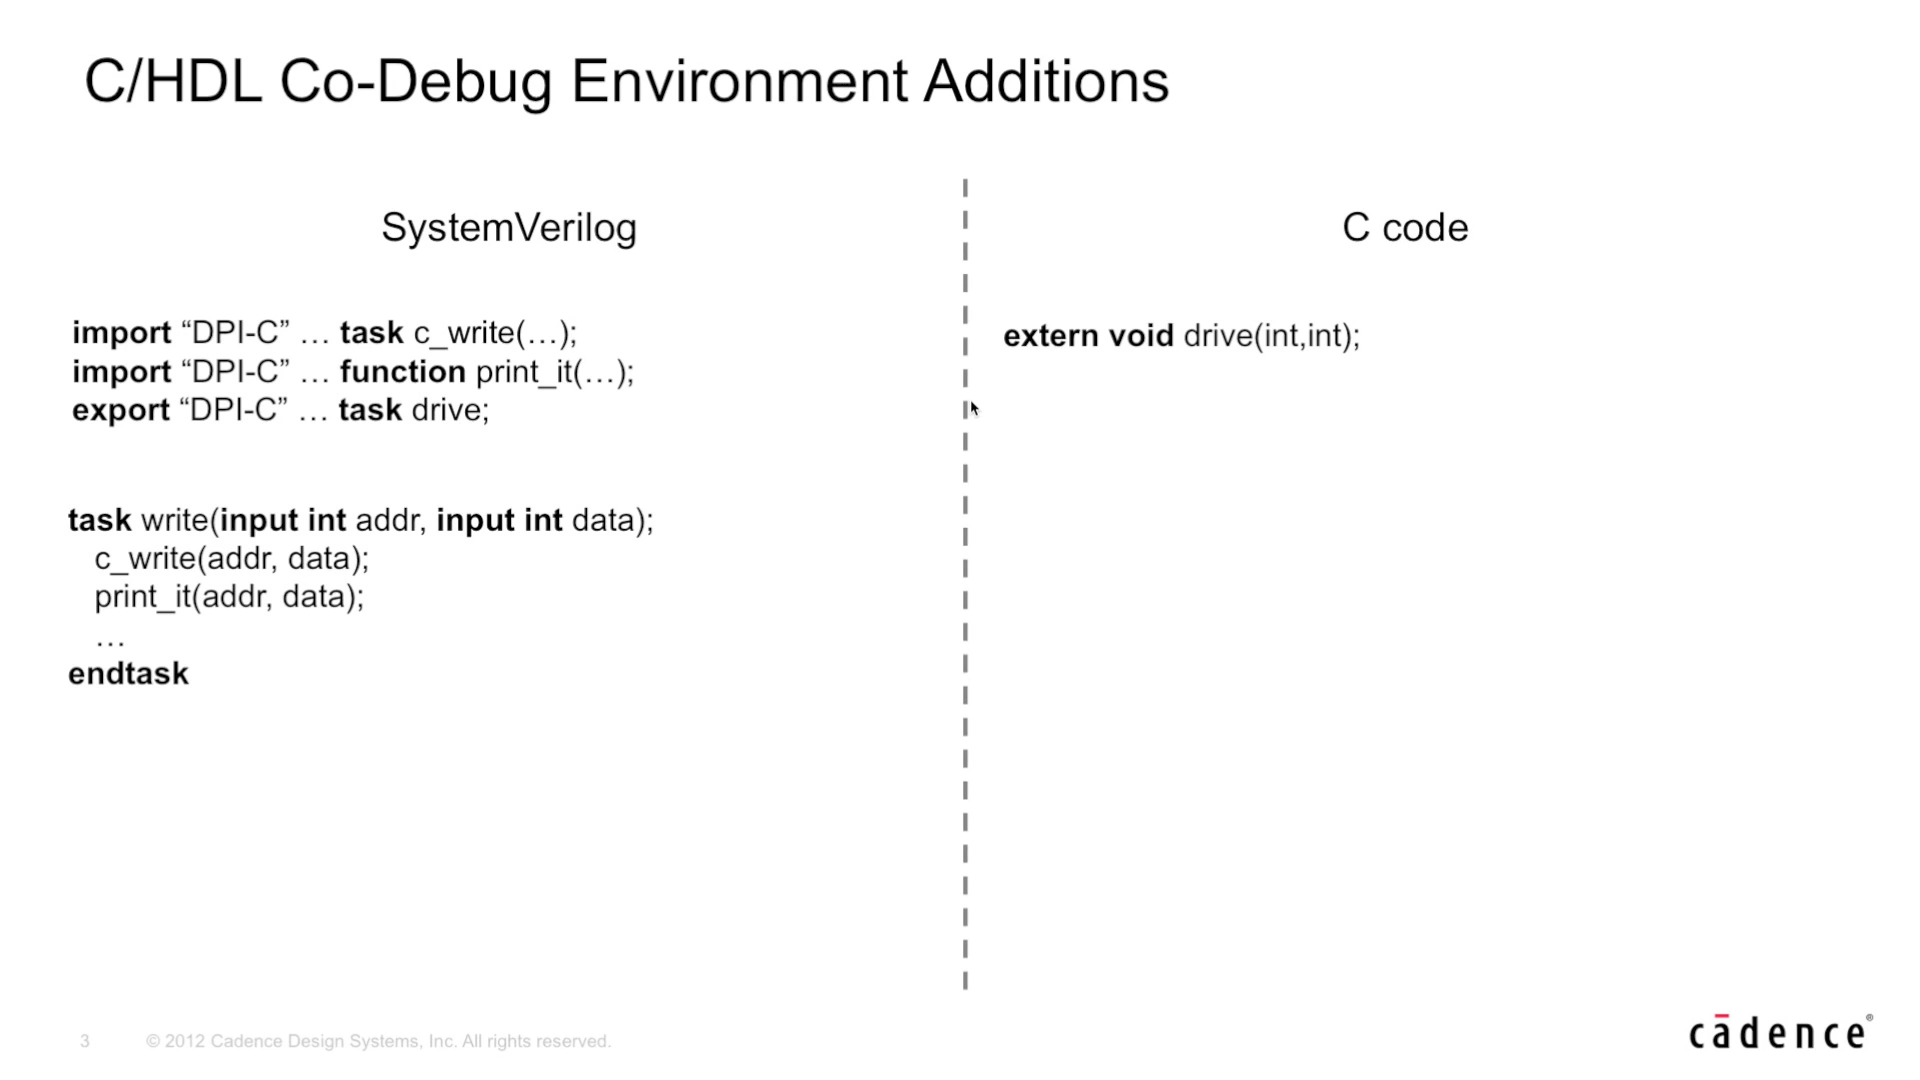 C/HDL Co-Debug Environment Additions
SystemVerilog
import “DPI-C” … task c_write(…);
import “DPI-C” … function print_it(…);
export “DPI-C” … task drive;
task write(input int addr, input int data);
c_write(addr, data);
print_it(addr, data);
…
endtask
C code
extern void drive(int,int);
3 © 2012 Cadence Design Systems, Inc. All rights reserved.
cādence®